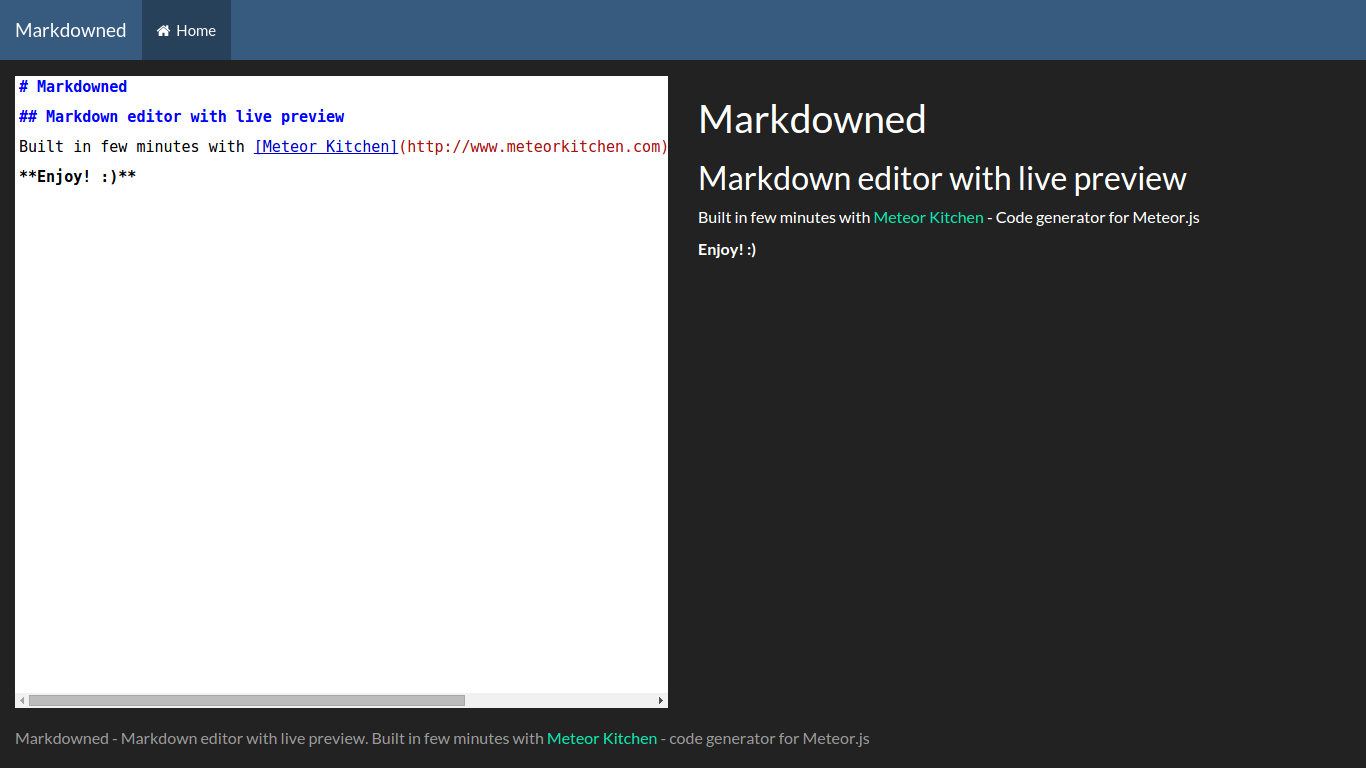 Markdowned Home
# Markdowned
## Markdown editor with live preview
Built in few minutes with [Meteor Kitchen](http://www.meteorkitchen.com)
**Enjoy! :)**
Markdowned
Markdown editor with live preview
Built in few minutes with Meteor Kitchen - Code generator for Meteor.js
Enjoy! :)
Markdowned - Markdown editor with live preview. Built in few minutes with Meteor Kitchen - code generator for Meteor.js